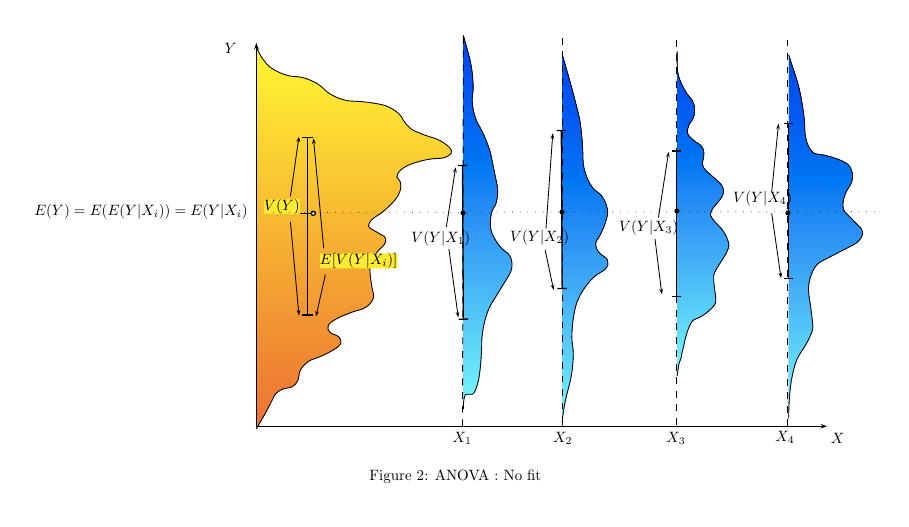 Y
E(Y) = E(E(Y|X_i)) = E(Y|X_i)
V(Y)
E[V(Y|X_i)]
V(Y|X_1)
V(Y|X_2)
V(Y|X_3)
V(Y|X_4)
X_1
X_2
X_3
X_4
X
Figure 2: ANOVA : No fit